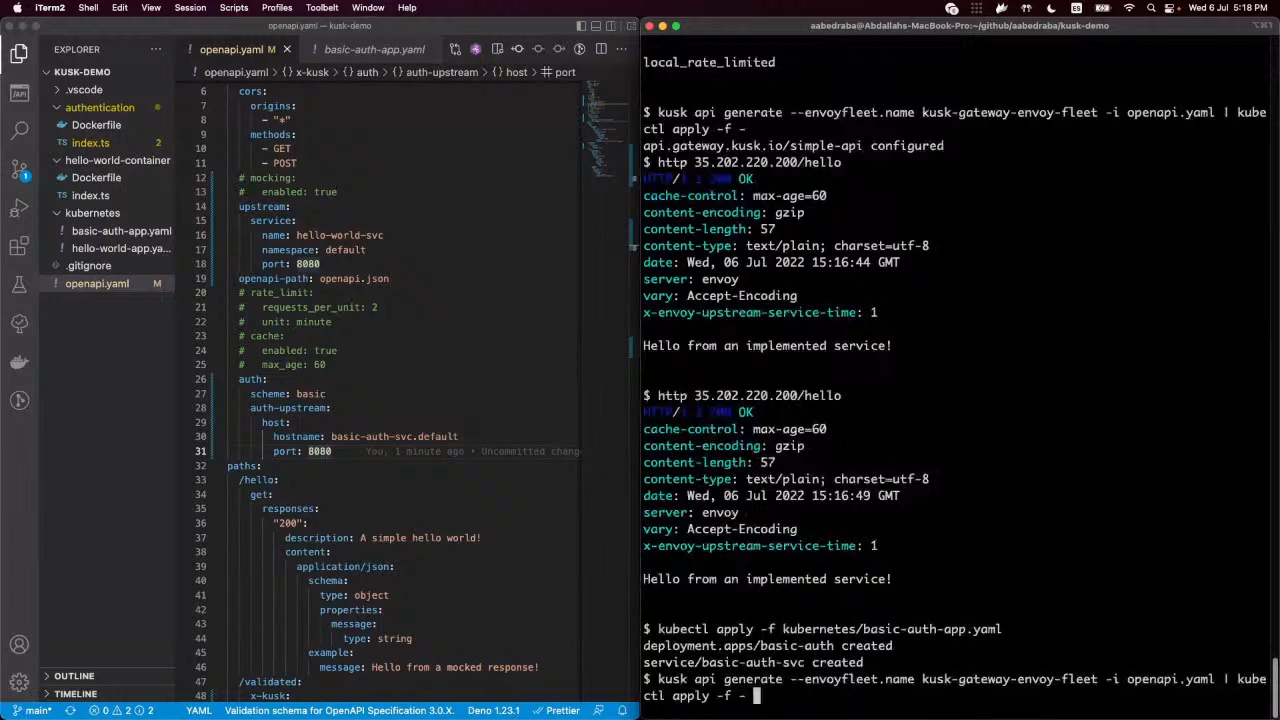 iTerm2 Shell Edit View Session Scripts Profiles Toolbelt Window Help
Wed 6 Jul 5:18 PM
openapi.yaml — kusk-demo
aabedraba@Abdallahs-MacBook-Pro:~/github/aabedraba/kusk-demo
EXPLORER
openapi.yaml M
basic-auth-app.yaml
KUSK-DEMO
openapi.yaml > {} x-kusk > {} auth > {} auth-upstream > {} host > port
.vscode
authentication
Dockerfile
index.ts 2
hello-world-container
Dockerfile
index.ts
kubernetes
basic-auth-app.yaml
hello-world-app.ya...
.gitignore
openapi.yaml M
OUTLINE
TIMELINE
6 cors:
7 origins:
8 - "*"
9 methods:
10 - GET
11 - POST
12 # mocking:
13 # enabled: true
14 upstream:
15 service:
16 name: hello-world-svc
17 namespace: default
18 port: 8080
19 openapi-path: openapi.json
20 # rate_limit:
21 # requests_per_unit: 2
22 # unit: minute
23 # cache:
24 # enabled: true
25 # max_age: 60
26 auth:
27 scheme: basic
28 auth-upstream:
29 host:
30 hostname: basic-auth-svc.default
31 port: 8080 You, 1 minute ago • Uncommitted chang
32 paths:
33 /hello:
34 get:
35 responses:
36 "200":
37 description: A simple hello world!
38 content:
39 application/json:
40 schema:
41 type: object
42 properties:
43 message:
44 type: string
45 example:
46 message: Hello from a mocked response!
47 /validated:
48 x-kusk:
local_rate_limited
$ kusk api generate --envoyfleet.name kusk-gateway-envoy-fleet -i openapi.yaml | kube
ctl apply -f -
api.gateway.kusk.io/simple-api configured
$ http 35.202.220.200/hello
HTTP/1.1 200 OK
cache-control: max-age=60
content-encoding: gzip
content-length: 57
content-type: text/plain; charset=utf-8
date: Wed, 06 Jul 2022 15:16:44 GMT
server: envoy
vary: Accept-Encoding
x-envoy-upstream-service-time: 1
Hello from an implemented service!
$ http 35.202.220.200/hello
HTTP/1.1 200 OK
cache-control: max-age=60
content-encoding: gzip
content-length: 57
content-type: text/plain; charset=utf-8
date: Wed, 06 Jul 2022 15:16:49 GMT
server: envoy
vary: Accept-Encoding
x-envoy-upstream-service-time: 1
Hello from an implemented service!
$ kubectl apply -f kubernetes/basic-auth-app.yaml
deployment.apps/basic-auth created
service/basic-auth-svc created
$ kusk api generate --envoyfleet.name kusk-gateway-envoy-fleet -i openapi.yaml | kube
ctl apply -f -
main* 0 2 2 YAML Validation schema for OpenAPI Specification 3.0.X. Deno 1.23.1 Prettier